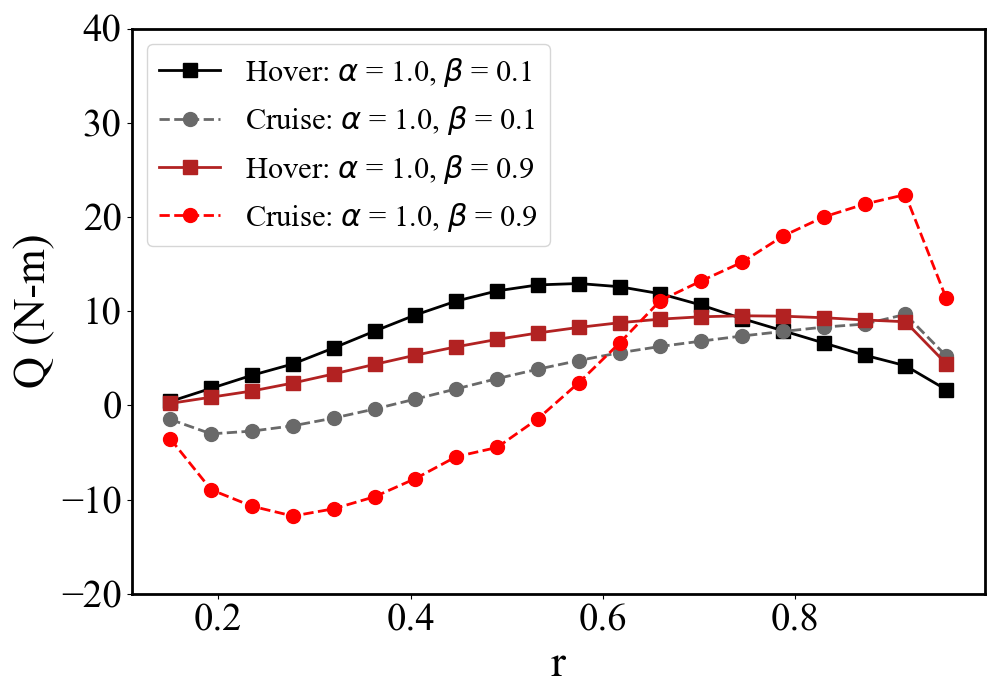 40
30
20
10
0
−10
−20
Q (N-m)
Hover: α = 1.0, β = 0.1
Cruise: α = 1.0, β = 0.1
Hover: α = 1.0, β = 0.9
Cruise: α = 1.0, β = 0.9
0.2 0.4 0.6 0.8
r